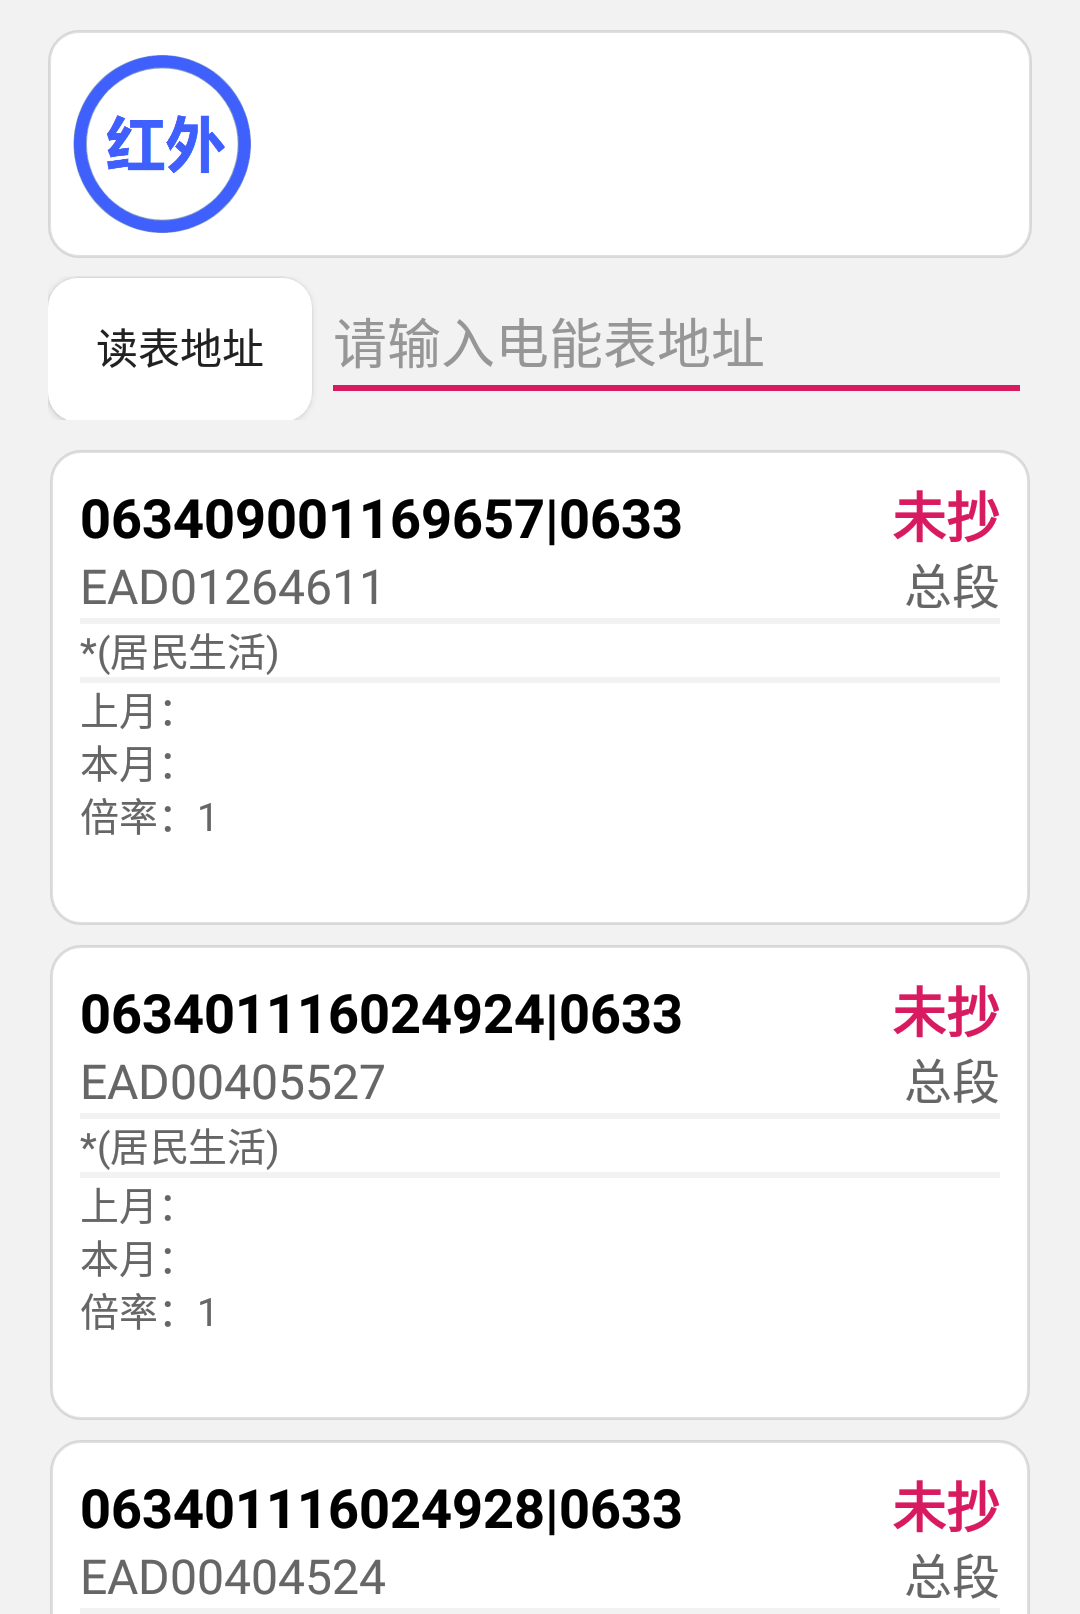 红外
读表地址 请输入电能表地址
063409001169657|0633 未抄
EAD01264611 总段
*(居民生活)
上月：
本月：
倍率：1
063401116024924|0633 未抄
EAD00405527 总段
*(居民生活)
上月：
本月：
倍率：1
063401116024928|0633 未抄
EAD00404524 总段